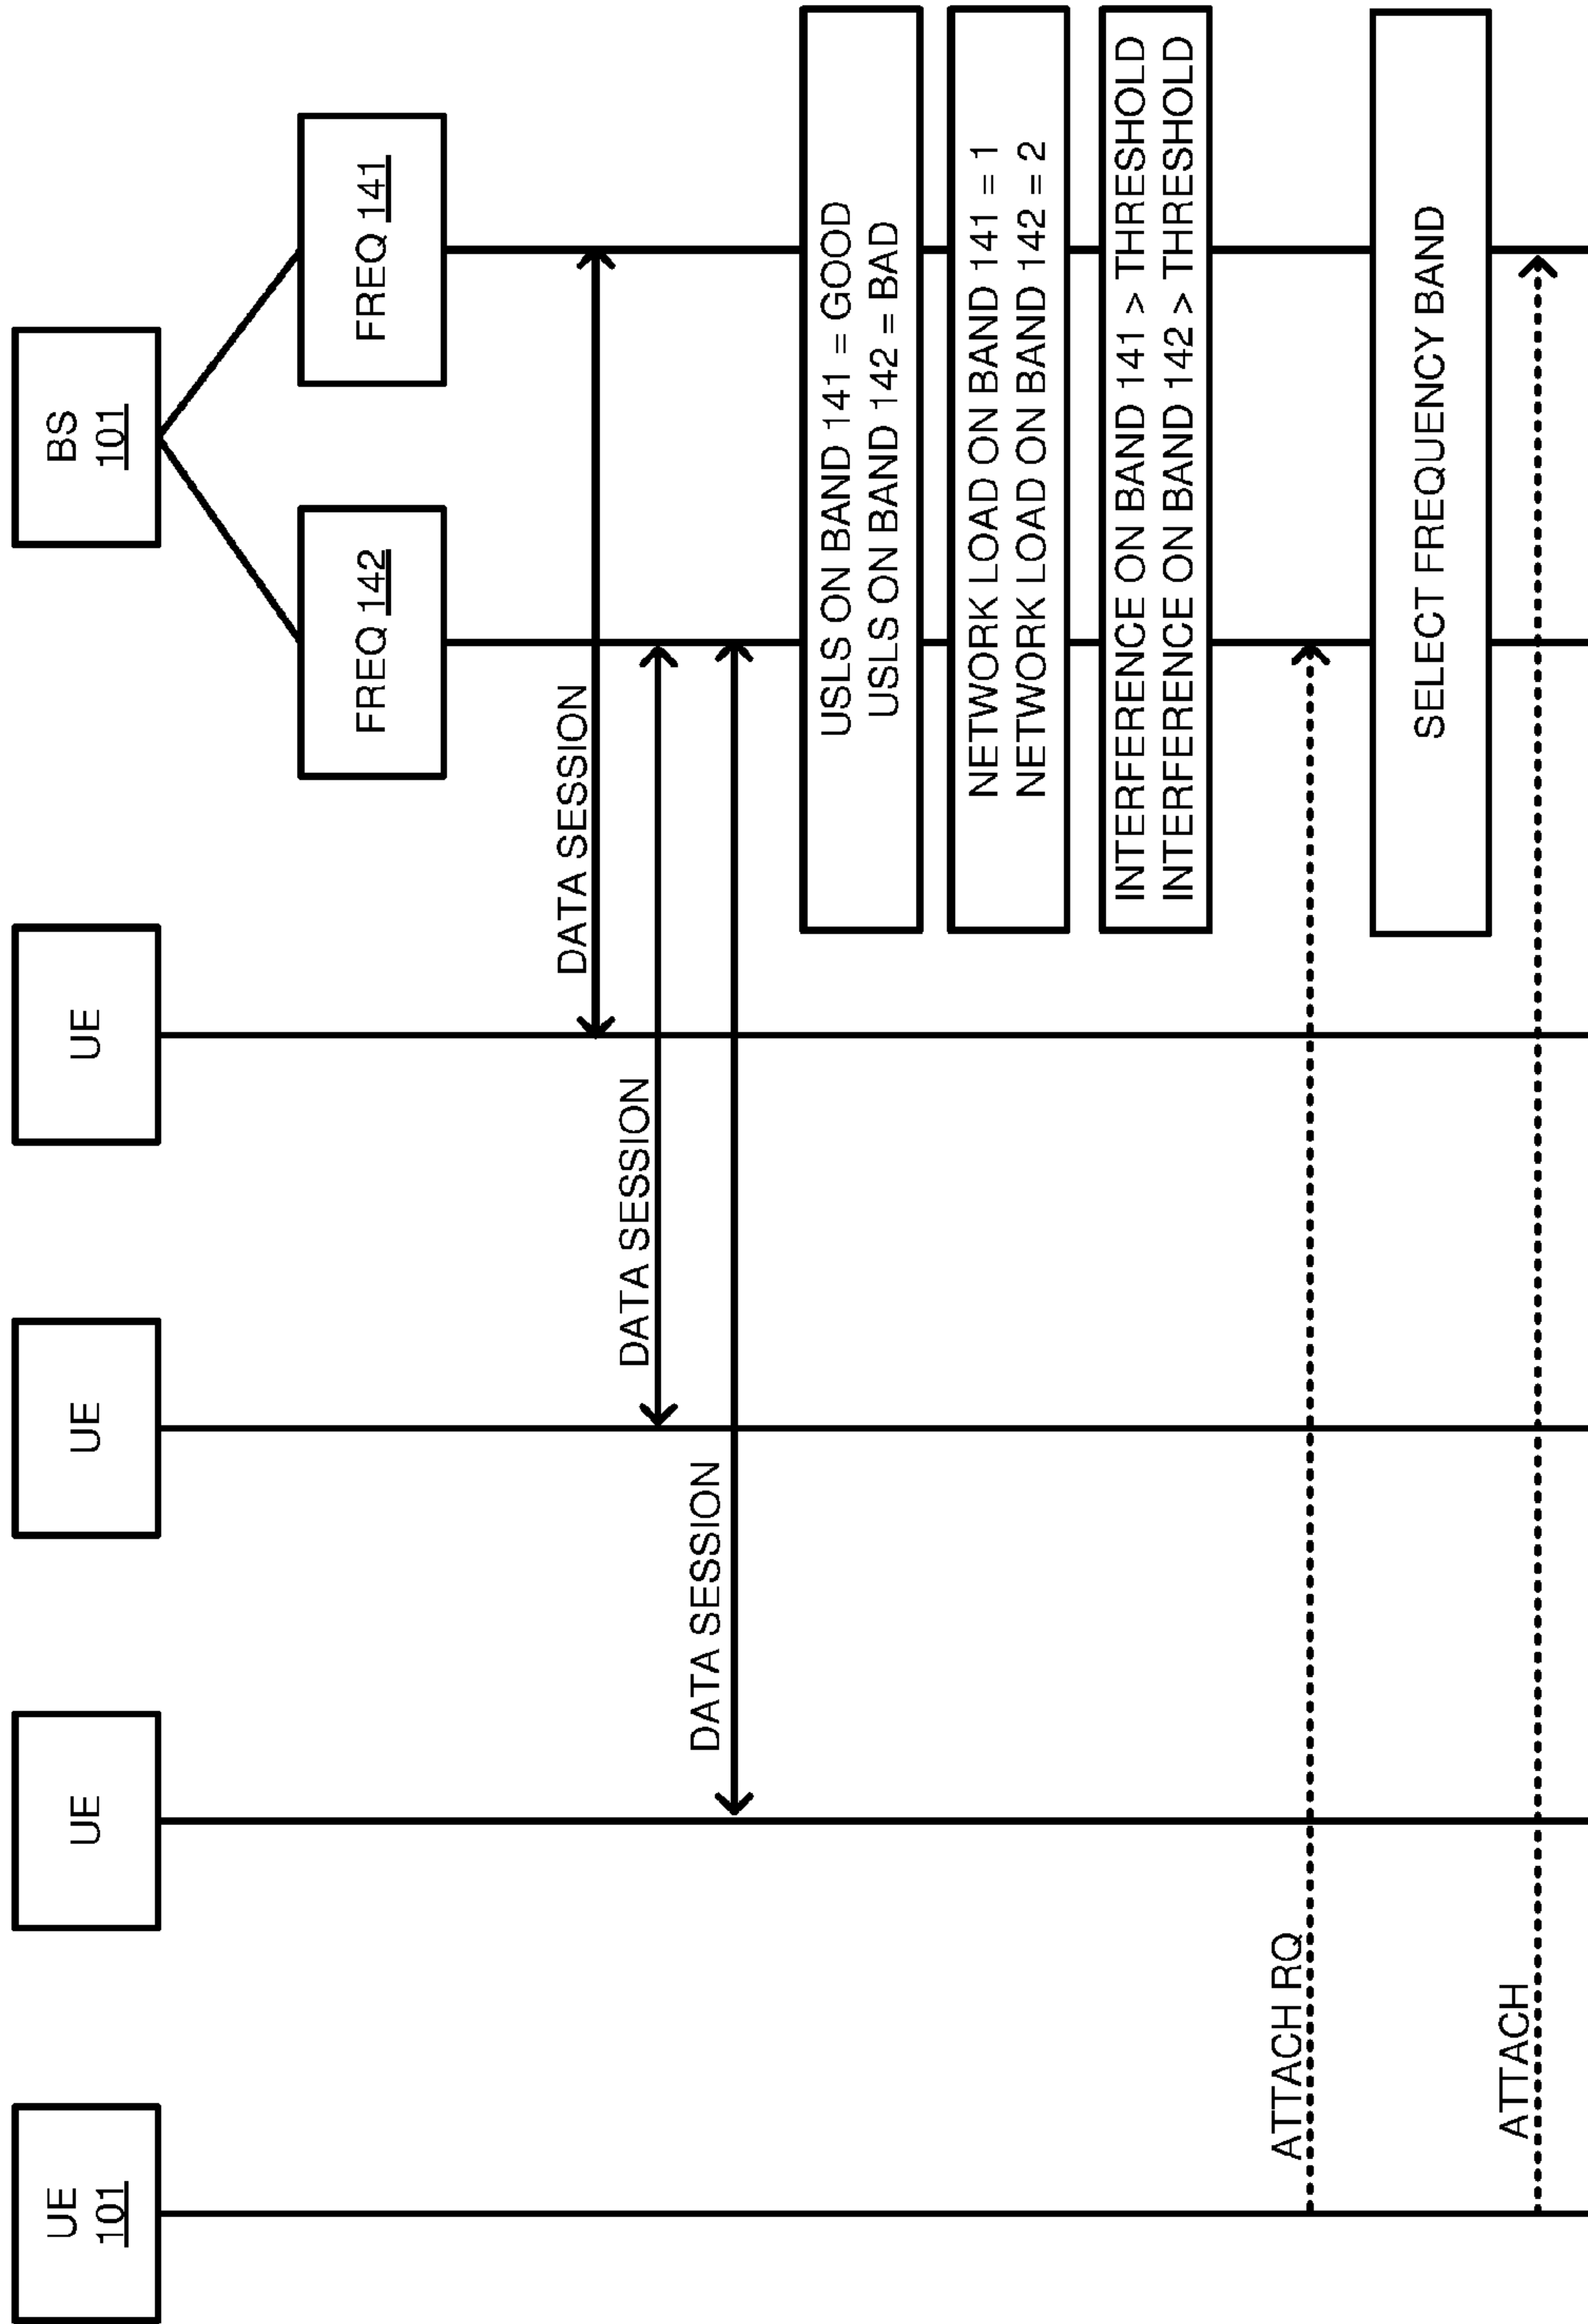 UE
101
UE
UE
UE
BS
101
FREQ 142
FREQ 141
DATA SESSION
DATA SESSION
DATA SESSION
USLS ON BAND 141 = GOOD
USLS ON BAND 142 = BAD
NETWORK LOAD ON BAND 141 = 1
NETWORK LOAD ON BAND 142 = 2
INTERFERENCE ON BAND 141 > THRESHOLD
INTERFERENCE ON BAND 142 > THRESHOLD
ATTACH RQ
SELECT FREQUENCY BAND
ATTACH